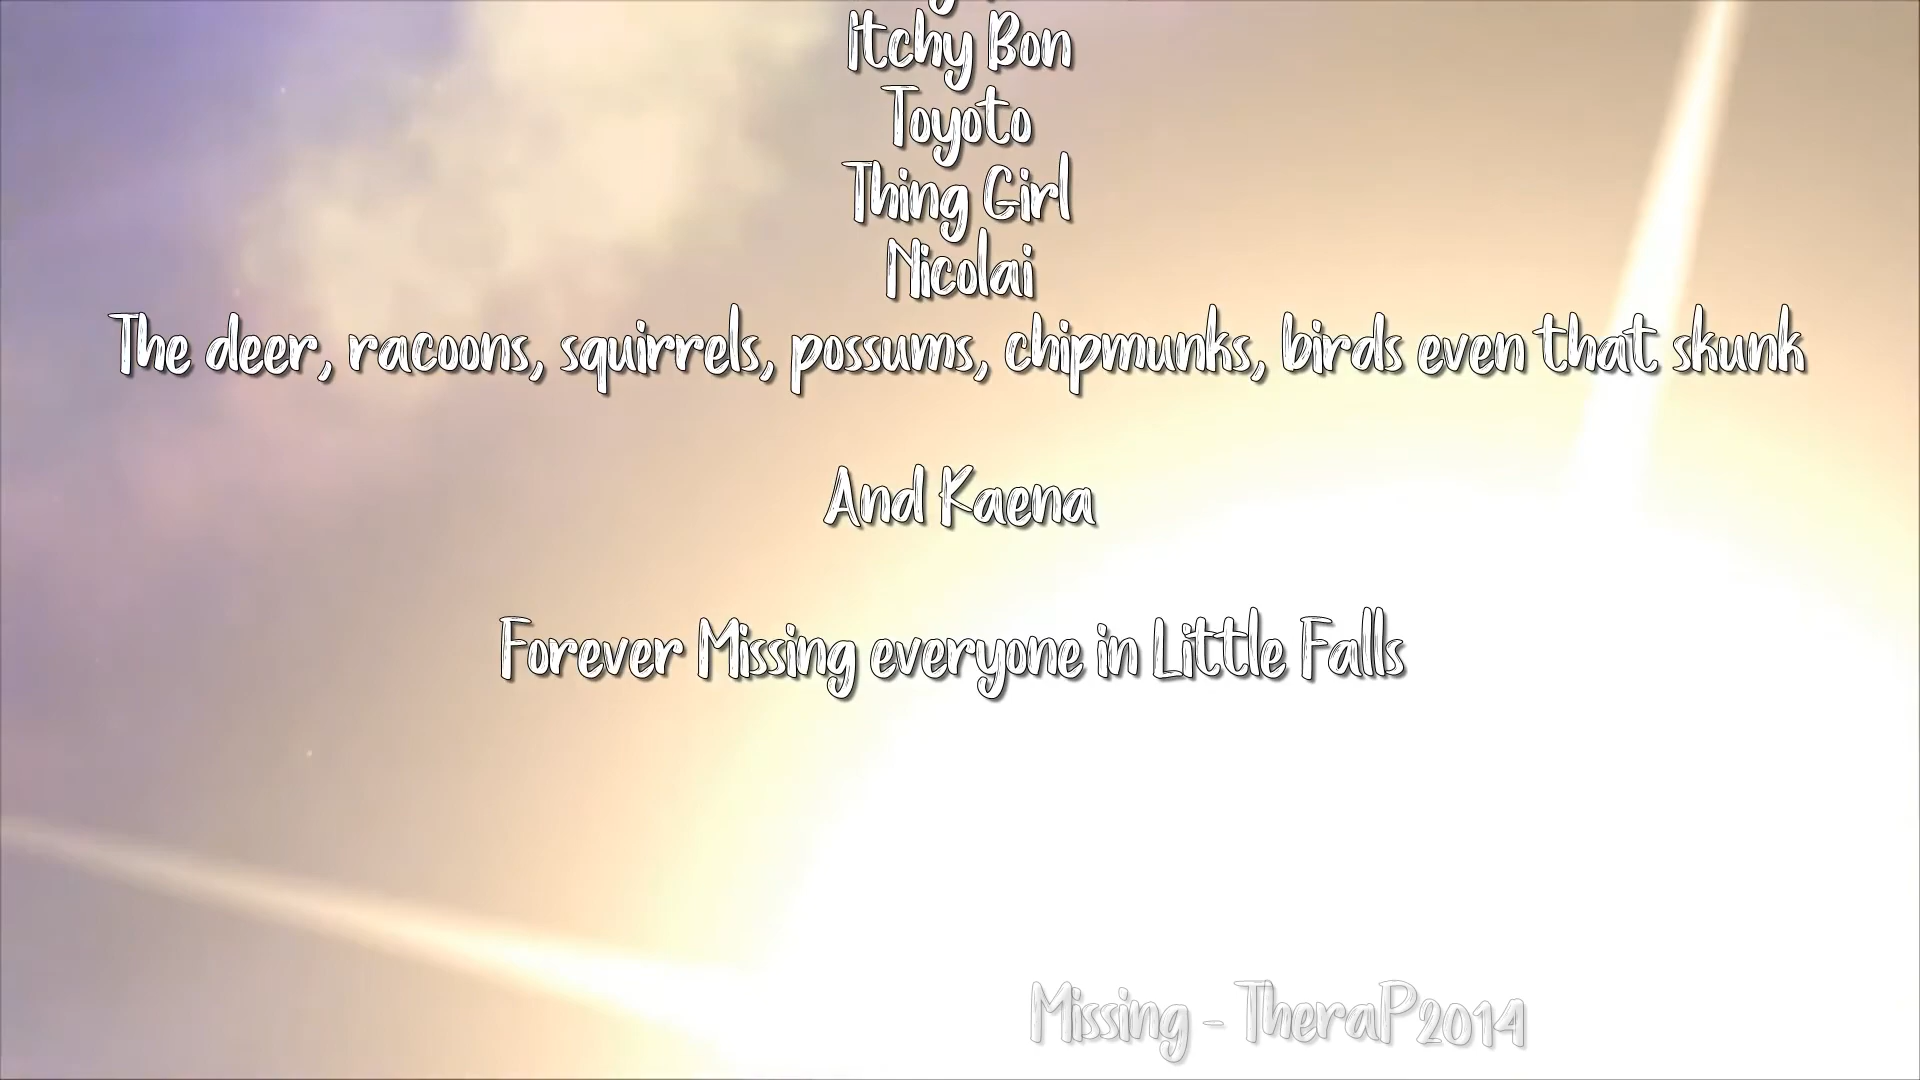 Itchy Bon
Toyoto
Thing Girl
Nicolai
The deer, racoons, squirrels, possums, chipmunks, birds even that skunk
And Kaena
Forever Missing everyone in Little Falls
Missing - TheraP2014